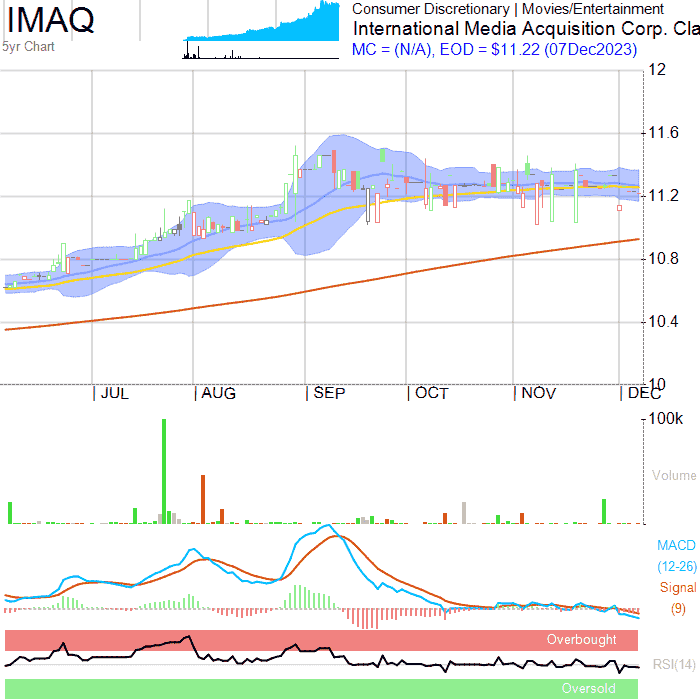 IMAQ
5yr Chart
Consumer Discretionary | Movies/Entertainment
International Media Acquisition Corp. Cla
MC = (N/A), EOD = $11.22 (07Dec2023)
12
11.6
11.2
10.8
10.4
10
JUL AUG SEP OCT NOV DEC
100k
Volume
MACD
(12-26)
Signal
(9)
Overbought
RSI(14)
Oversold